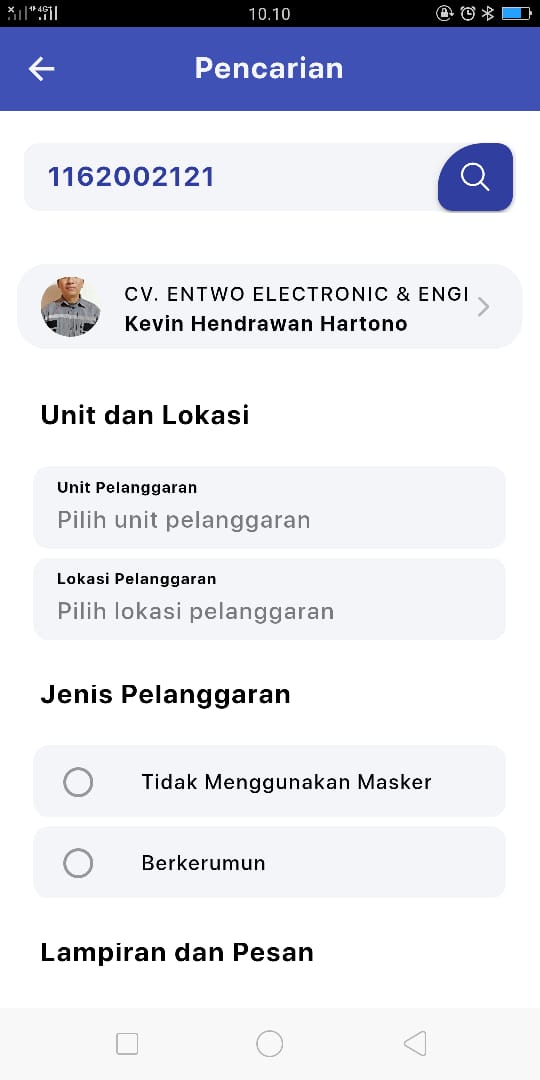 4G
10.10
Pencarian
1162002121
CV. ENTWO ELECTRONIC & ENGI
Kevin Hendrawan Hartono
Unit dan Lokasi
Unit Pelanggaran
Pilih unit pelanggaran
Lokasi Pelanggaran
Pilih lokasi pelanggaran
Jenis Pelanggaran
Tidak Menggunakan Masker
Berkerumun
Lampiran dan Pesan